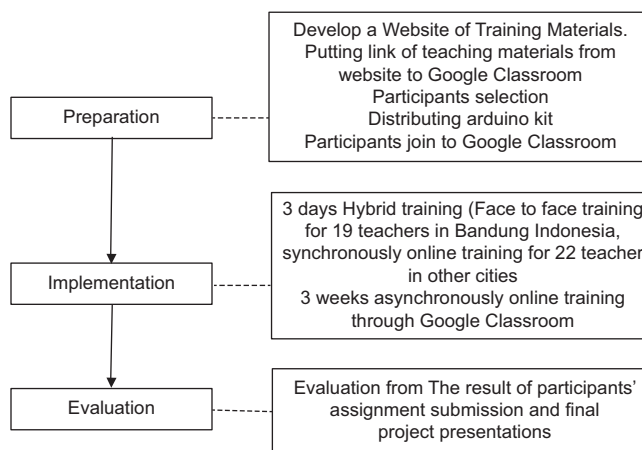 Develop a Website of Training Materials.
Putting link of teaching materials from
website to Google Classroom
Participants selection
Distributing arduino kit
Participants join to Google Classroom
Preparation
3 days Hybrid training (Face to face training
for 19 teachers in Bandung Indonesia,
synchronously online training for 22 teacher
in other cities
3 weeks asynchronously online training
through Google Classroom
Implementation
Evaluation from The result of participants’
assignment submission and final
project presentations
Evaluation